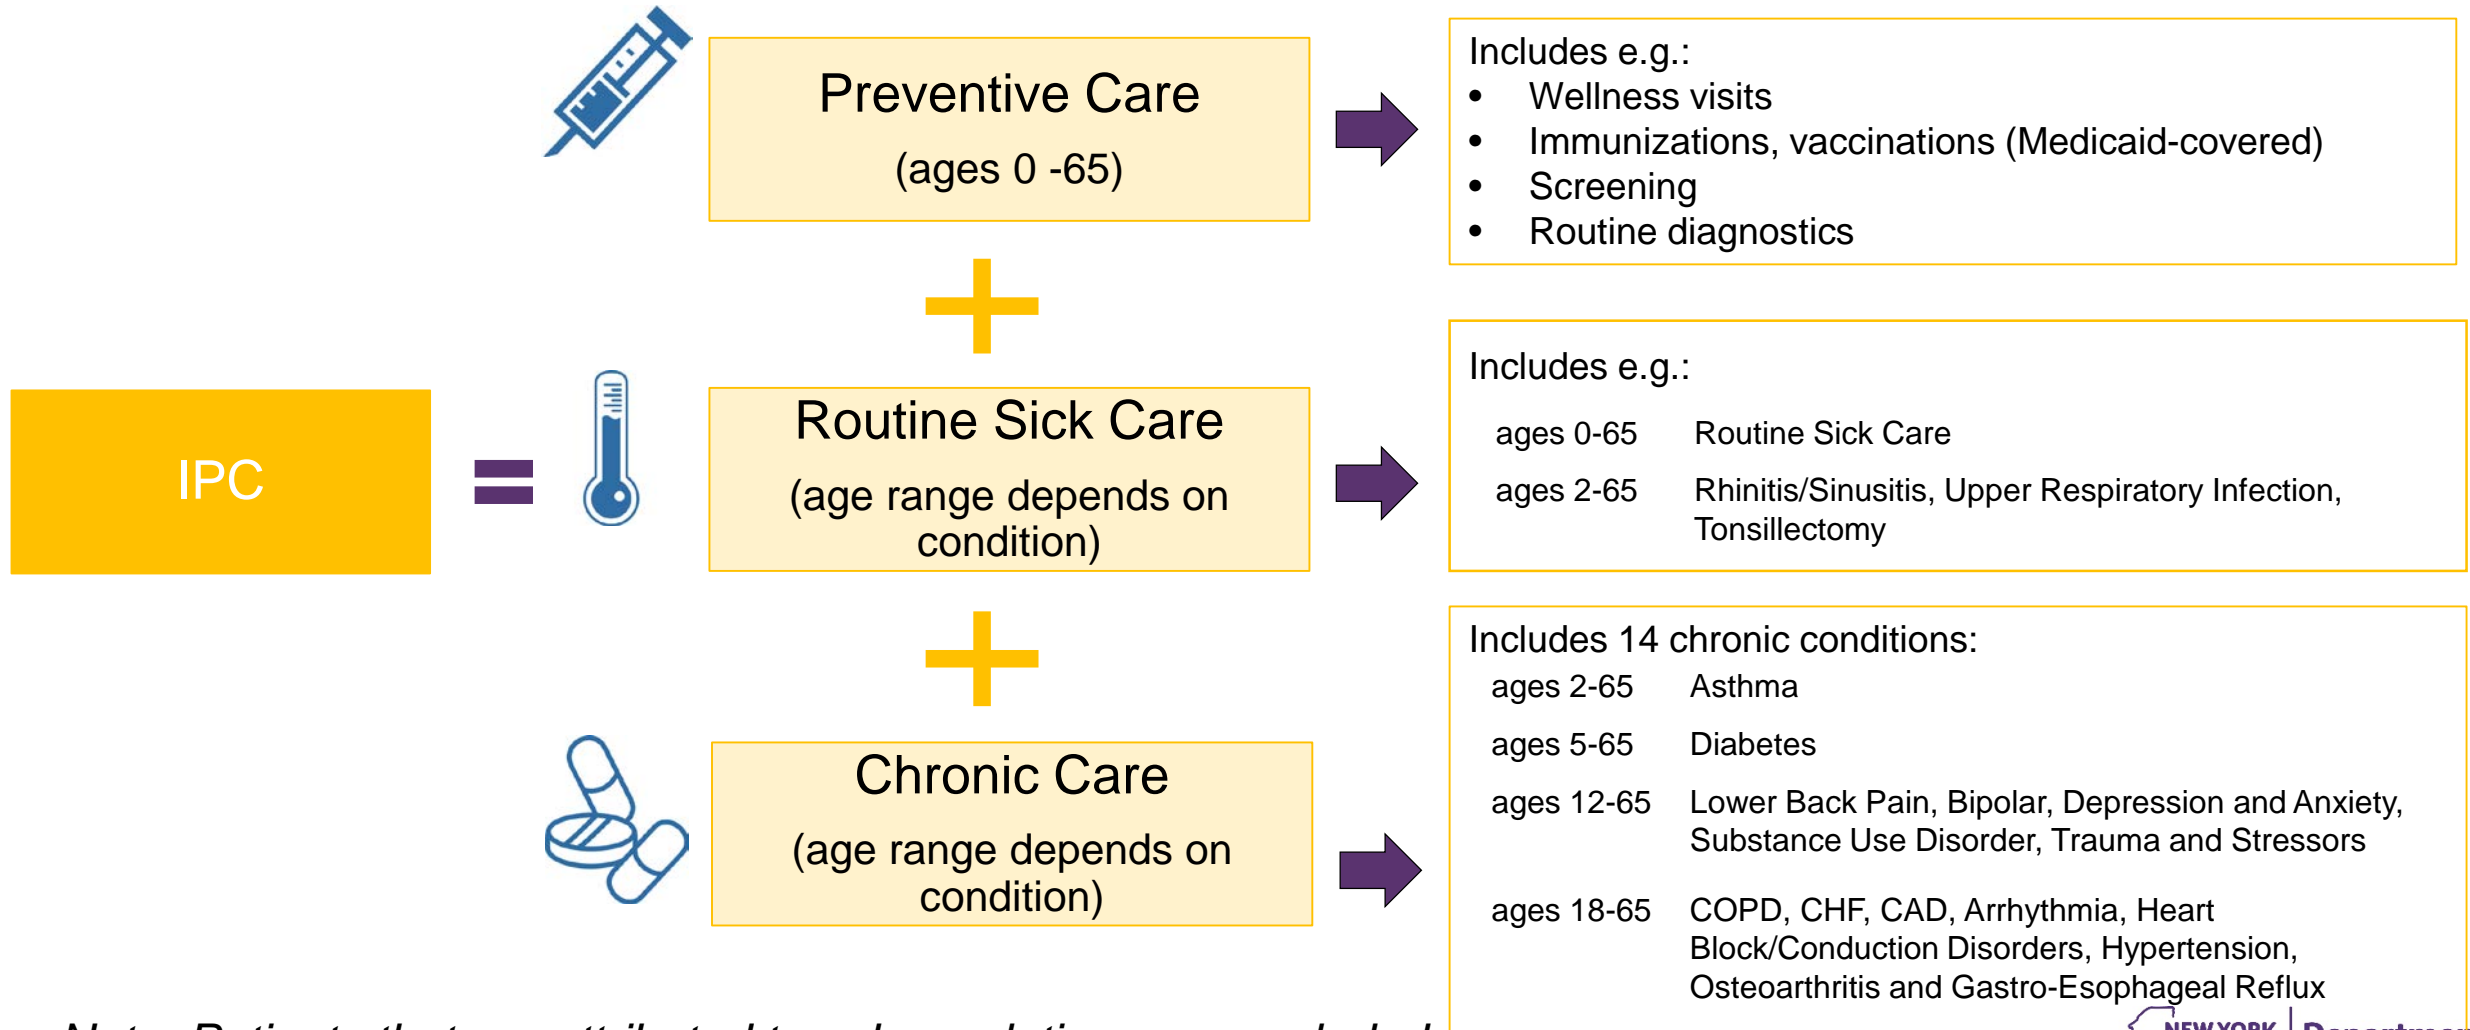 Preventive Care
(ages 0 -65)
Includes e.g.:
• Wellness visits
• Immunizations, vaccinations (Medicaid-covered)
• Screening
• Routine diagnostics
IPC
Routine Sick Care
(age range depends on
condition)
Includes e.g.:
ages 0-65 Routine Sick Care
ages 2-65 Rhinitis/Sinusitis, Upper Respiratory Infection,
Tonsillectomy
Chronic Care
(age range depends on
condition)
Includes 14 chronic conditions:
ages 2-65 Asthma
ages 5-65 Diabetes
ages 12-65 Lower Back Pain, Bipolar, Depression and Anxiety,
Substance Use Disorder, Trauma and Stressors
ages 18-65 COPD, CHF, CAD, Arrhythmia, Heart
Block/Conduction Disorders, Hypertension,
Osteoarthritis and Gastro-Esophageal Reflux
NEW YORK